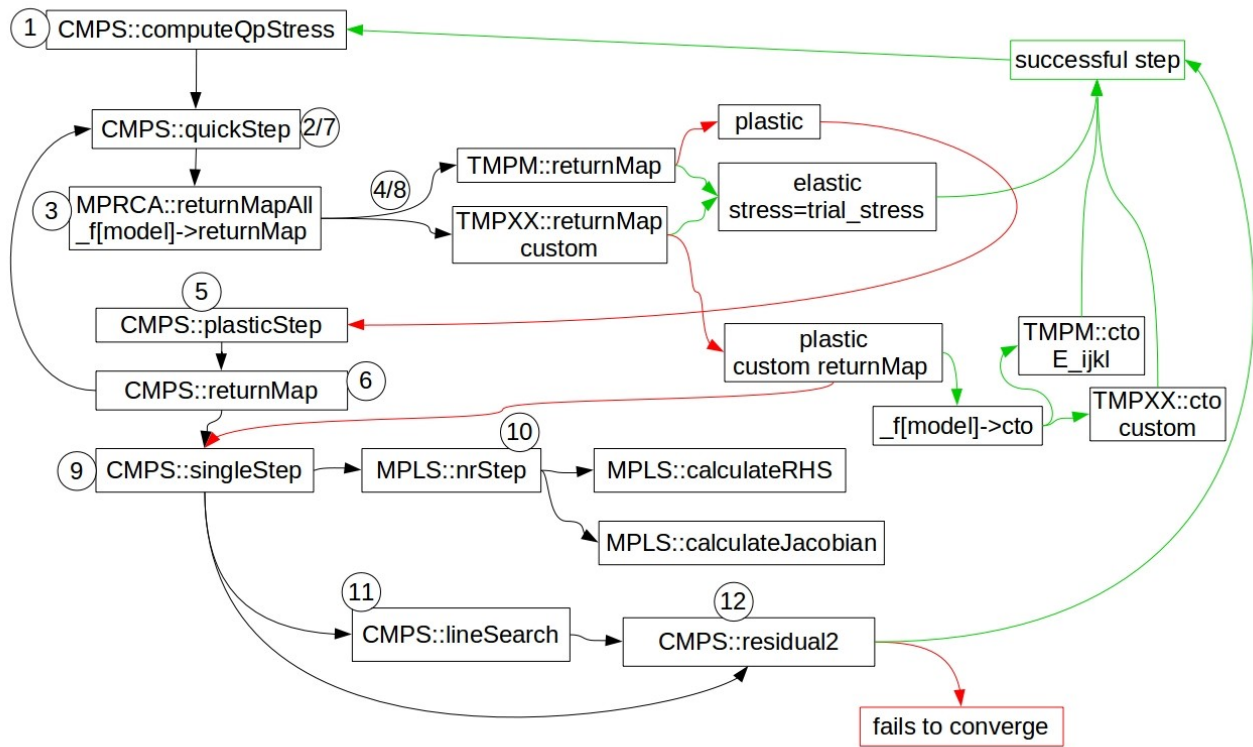 1
CMPS::computeQpStress
successful step
CMPS::quickStep
2/7
plastic
TMPM::returnMap
4/8
elastic
stress=trial_stress
3
MPRCA::returnMapAll
_f[model]->returnMap
TMPXX::returnMap
custom
5
CMPS::plasticStep
plastic
custom returnMap
TMPM::cto
E_ijkl
CMPS::returnMap
6
TMPXX::cto
custom
_f[model]->cto
10
9
CMPS::singleStep
MPLS::nrStep
MPLS::calculateRHS
MPLS::calculateJacobian
11
12
CMPS::lineSearch
CMPS::residual2
fails to converge